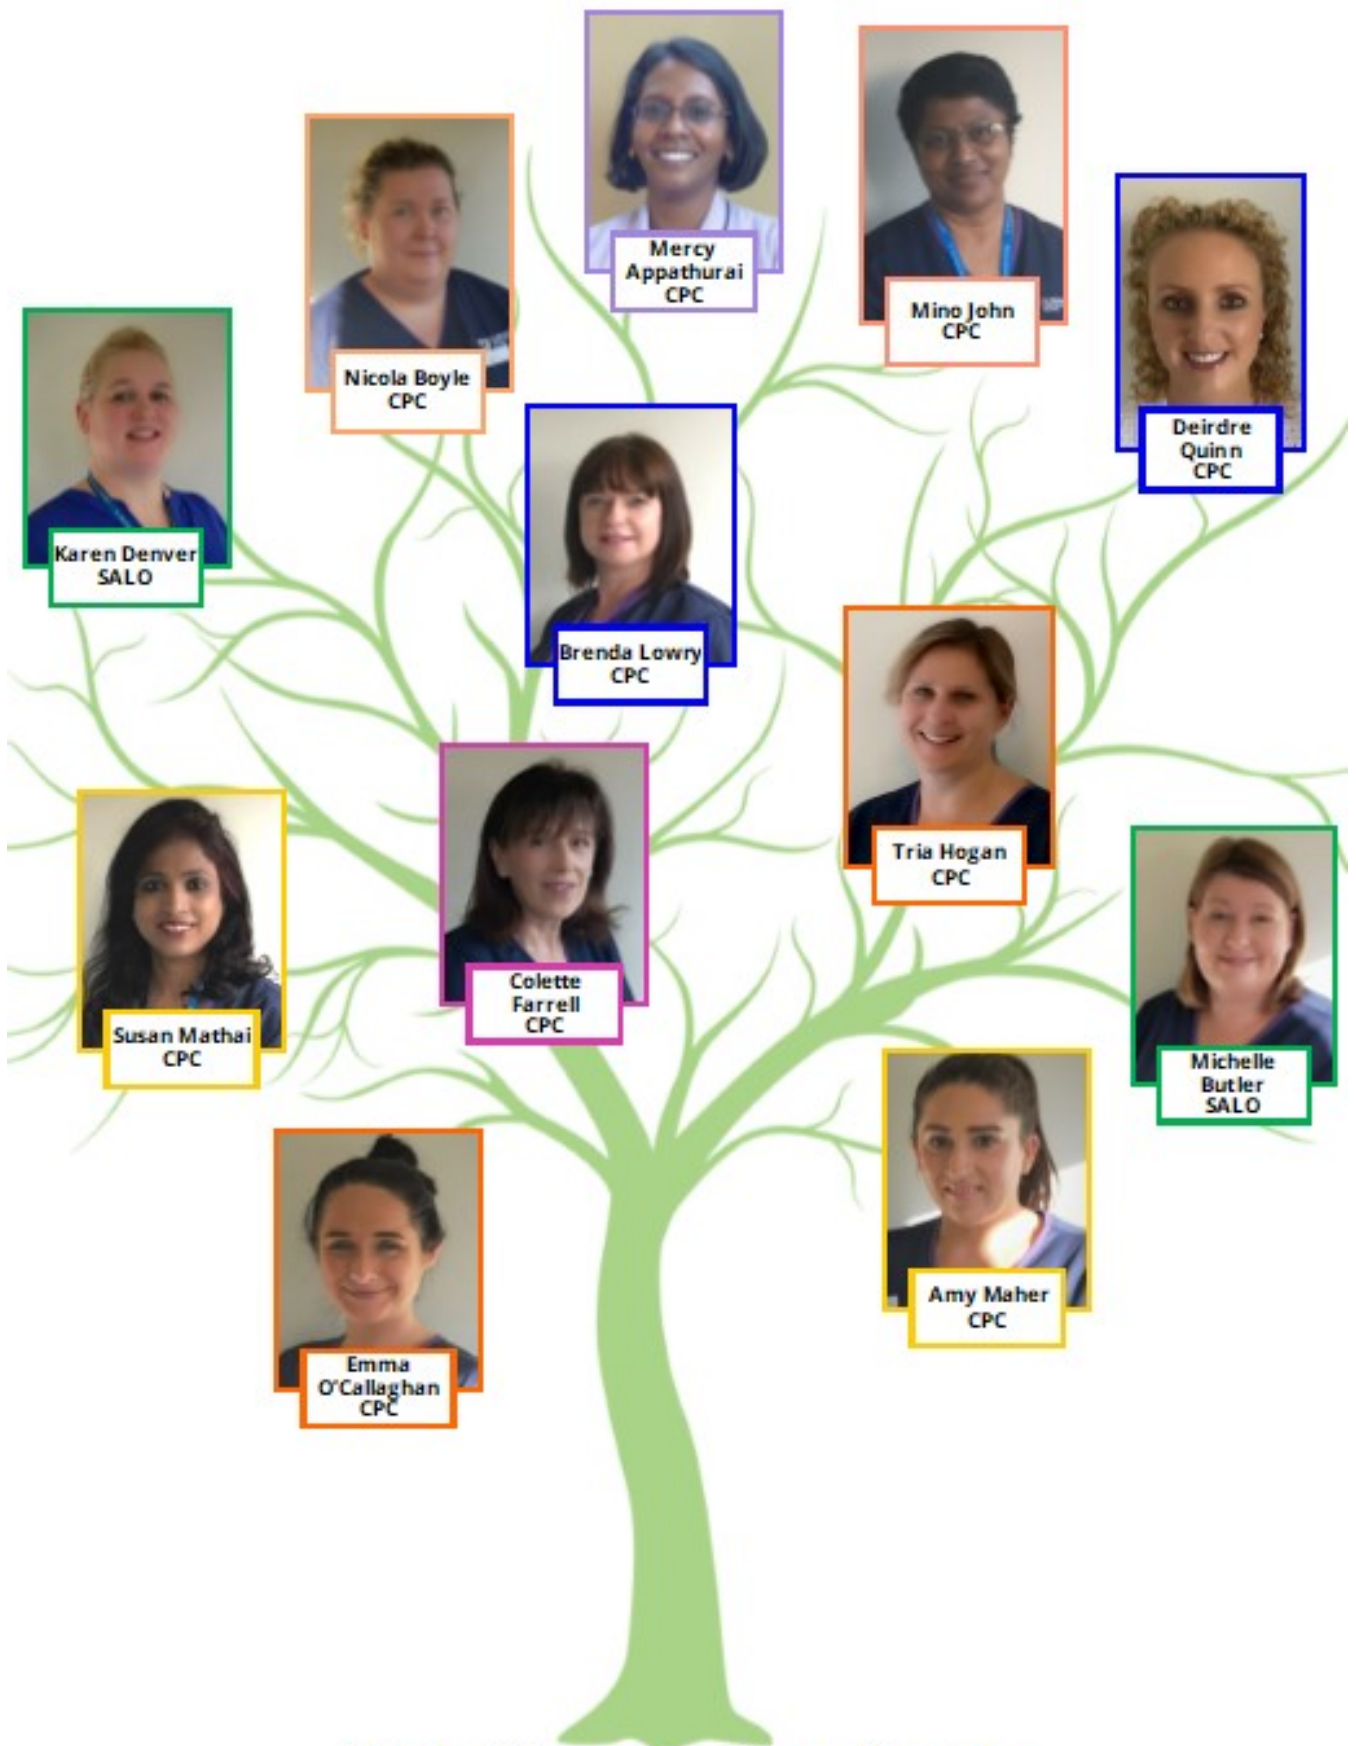 Mercy
Appathurai
CPC
Mino John
CPC
Nicola Boyle
CPC
Deirdre
Quinn
CPC
Karen Denver
SALO
Brenda Lowry
CPC
Tria Hogan
CPC
Colette
Farrell
CPC
Susan Mathai
CPC
Michelle
Butler
SALO
Amy Maher
CPC
Emma
O'Callaghan
CPC